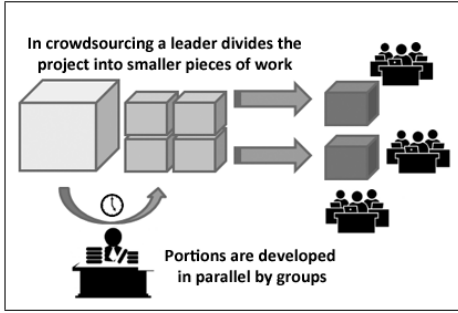 In crowdsourcing a leader divides the
project into smaller pieces of work
Portions are developed
in parallel by groups